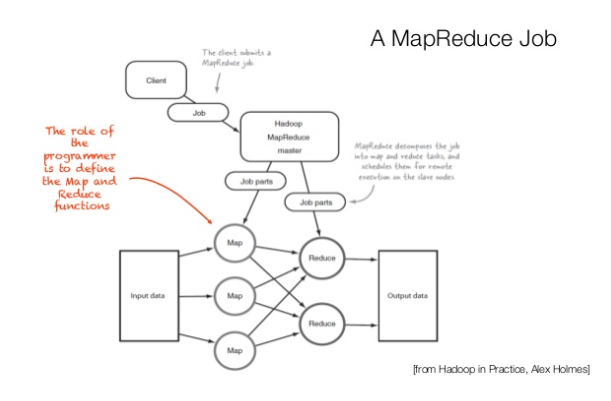 A MapReduce Job
The client submits a
MapReduce job
Client
Job
Hadoop
MapReduce
master
The role of
the
programmer
is to define
the Map and
Reduce
functions
MapReduce decomposes the job
into map and reduce tasks, and
schedules them for remote
execution on the slave nodes
Job parts
Job parts
Map
Reduce
Input data
Map
Output data
Reduce
Map
[from Hadoop in Practice, Alex Holmes]